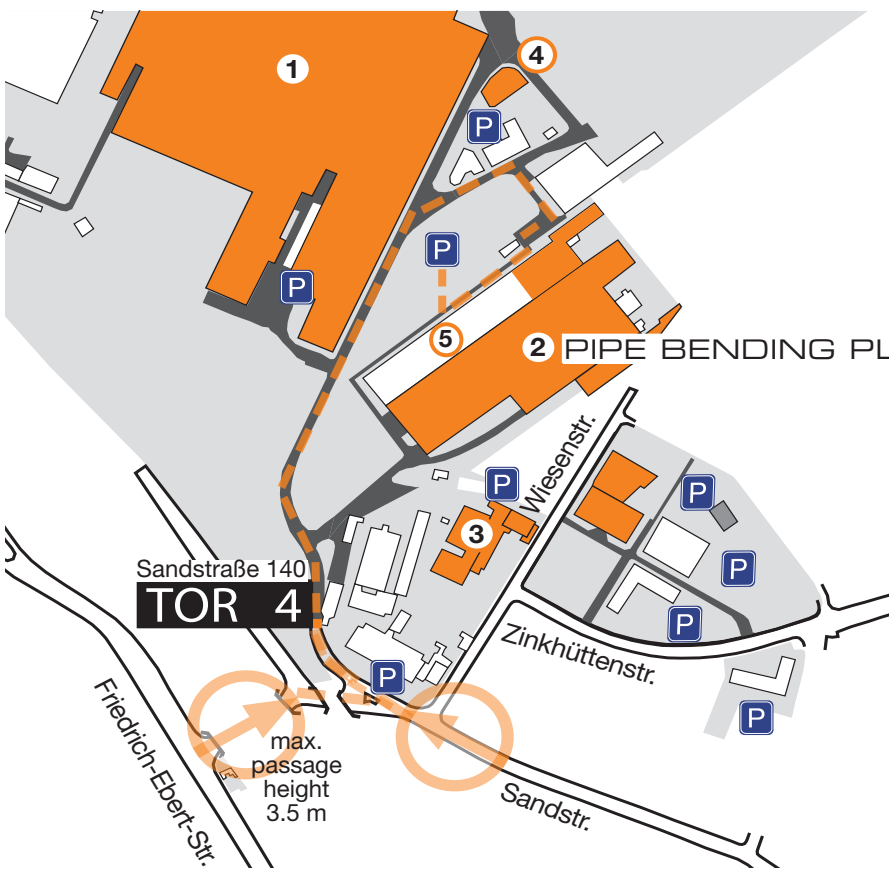 1
4
P
P
P
5
2 PIPE BENDING PL
Wiesenstr.
P
P
3
Sandstraße 140
TOR 4
P
P
Zinkhüttenstr.
P
P
Friedrich-Ebert-Str.
max.
passage
height
3.5 m
Sandstr.